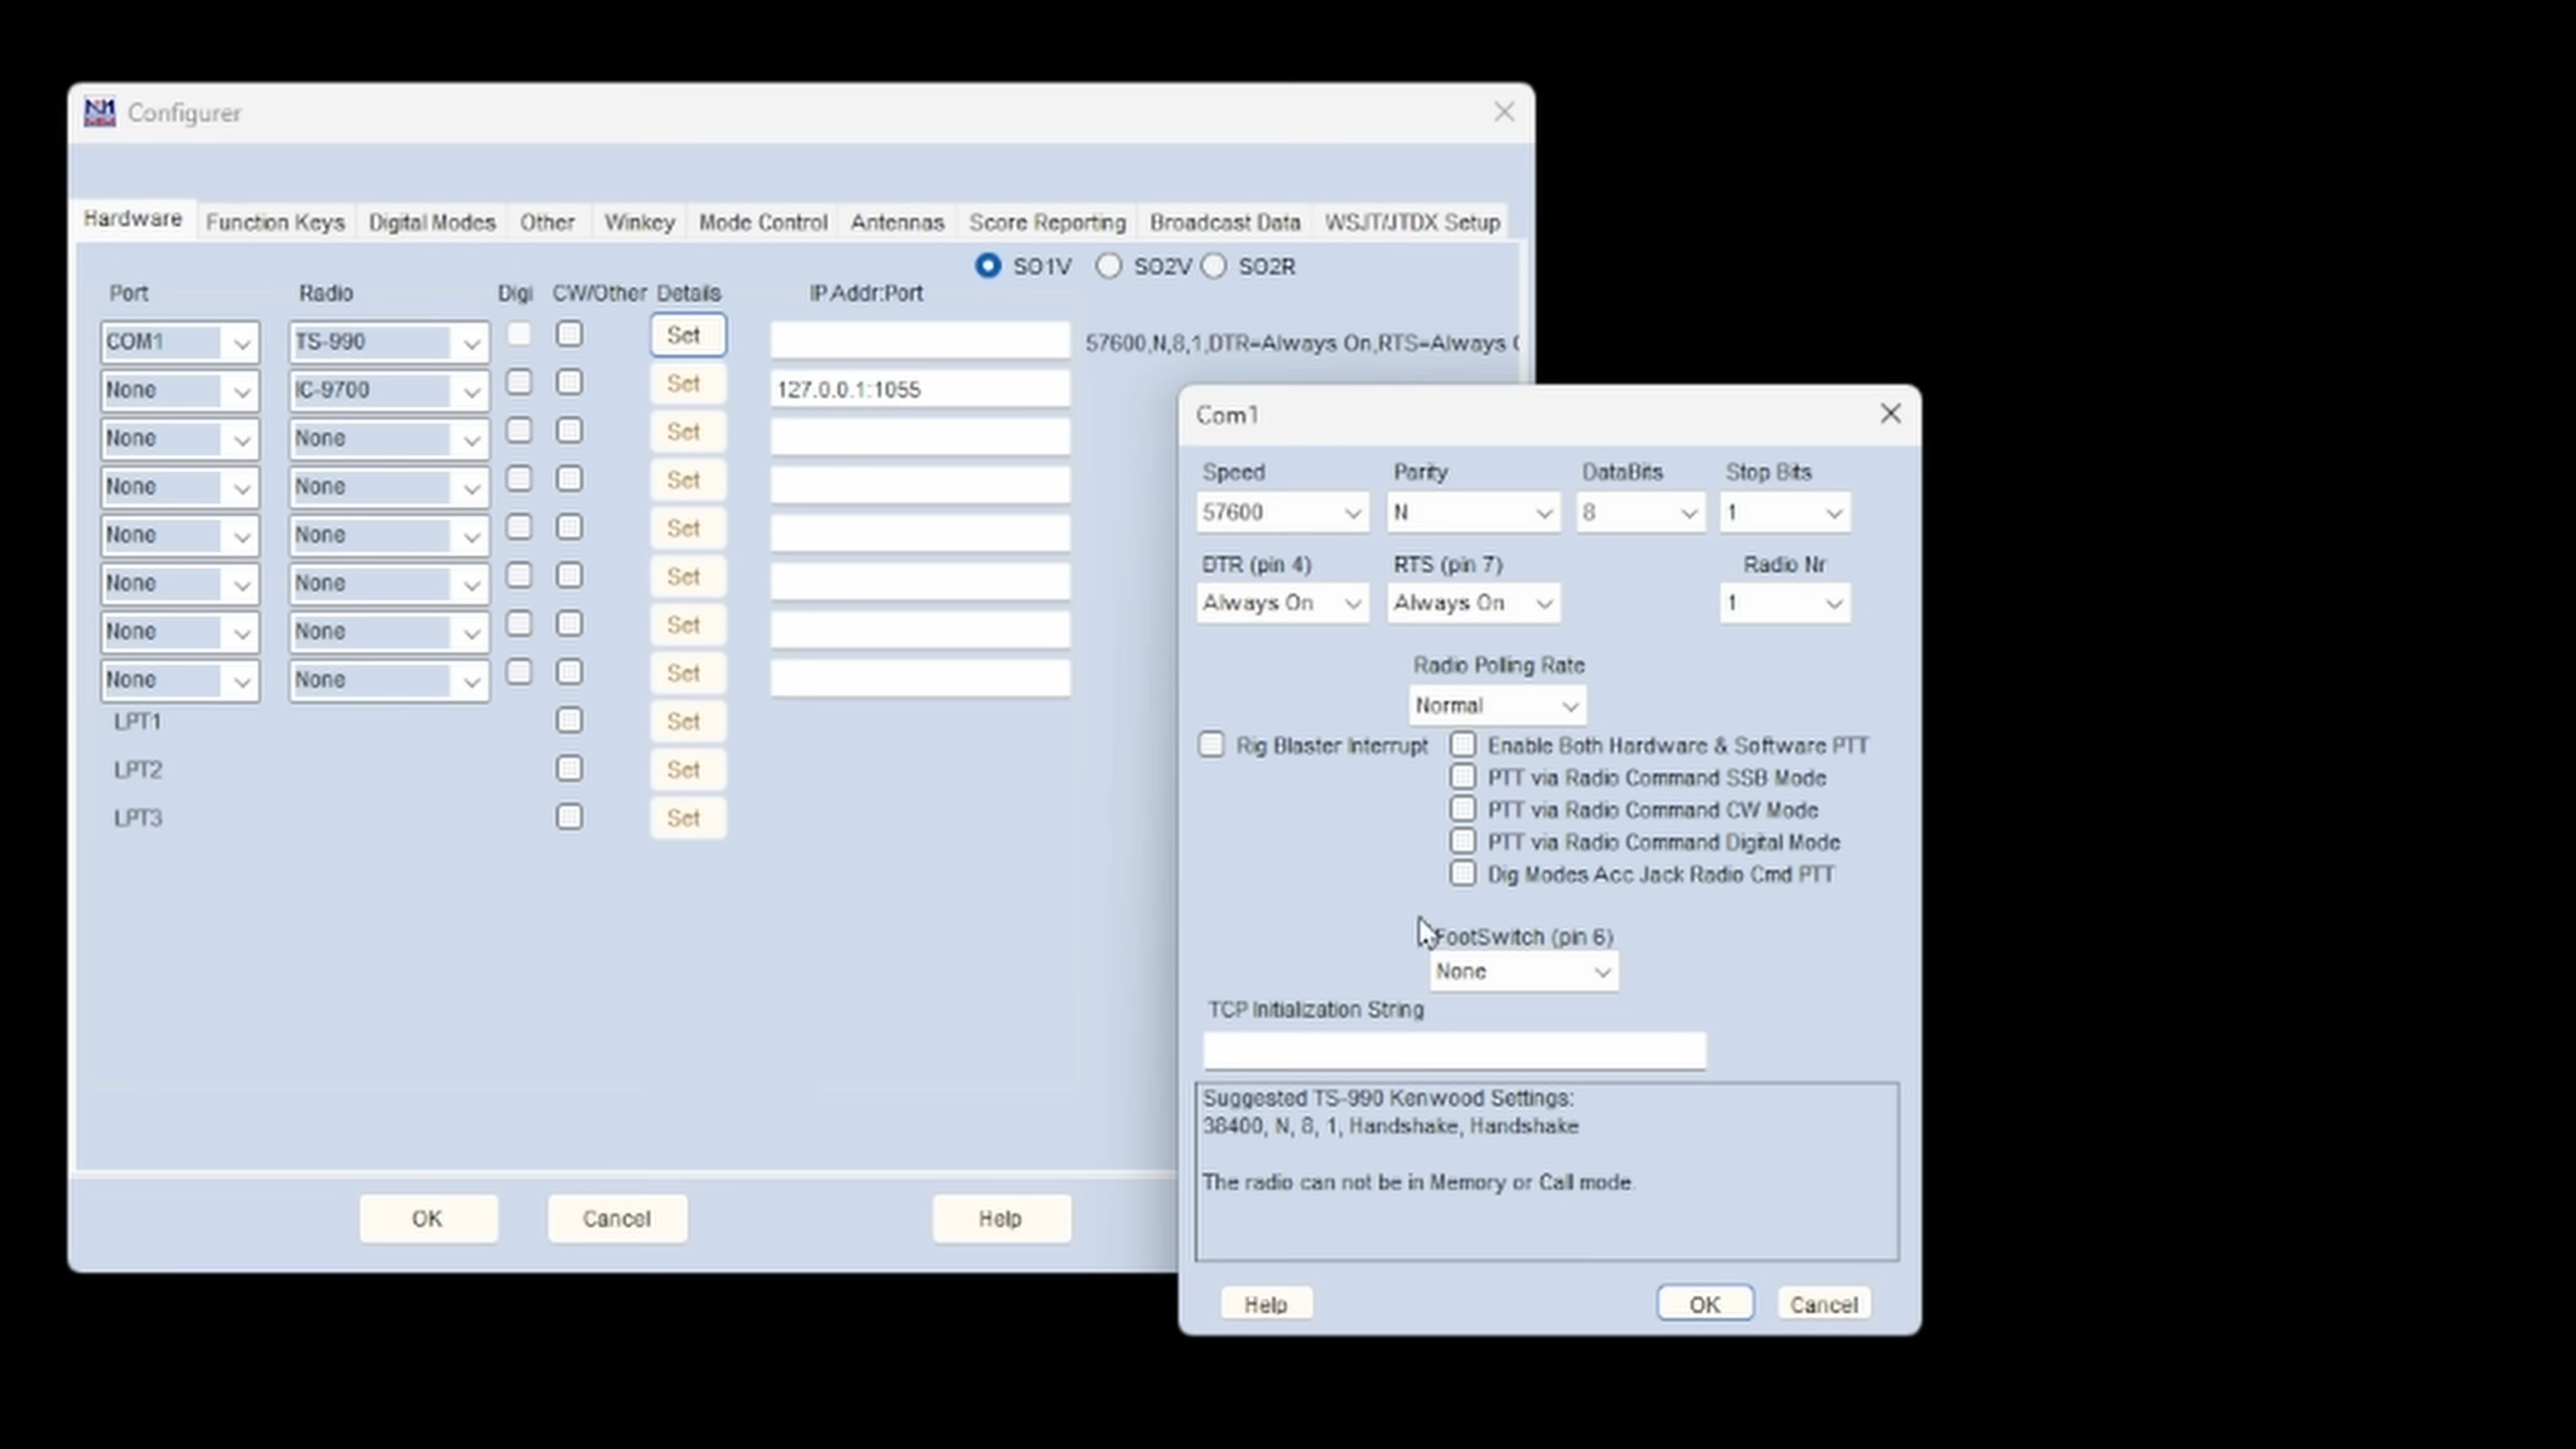 Configurer
Hardware Function Keys Digital Modes Other Winkey Mode Control Antennas Score Reporting Broadcast Data WSJT/JTDX Setup
SO1V SO2V SO2R
Port Radio Digi CW/Other Details IP Addr:Port
COM1 TS-990 Set 57600,N,8,1,DTR=Always On,RTS=Always
None IC-9700 Set 127.0.0.1:1055
None None Set
None None Set
None None Set
None None Set
None None Set
None None Set
LPT1 Set
LPT2 Set
LPT3 Set
OK Cancel Help
Com1
Speed Parity DataBits Stop Bits
57600 N 8 1
DTR (pin 4) RTS (pin 7) Radio Nr
Always On Always On 1
Radio Polling Rate
Normal
Rig Blaster Interrupt Enable Both Hardware & Software PTT
PTT via Radio Command SSB Mode
PTT via Radio Command CW Mode
PTT via Radio Command Digital Mode
Dig Modes Acc Jack Radio Cmd PTT
FootSwitch (pin 6)
None
TCP Initialization String
Suggested TS-990 Kenwood Settings:
38400, N, 8, 1, Handshake, Handshake
The radio can not be in Memory or Call mode.
Help OK Cancel